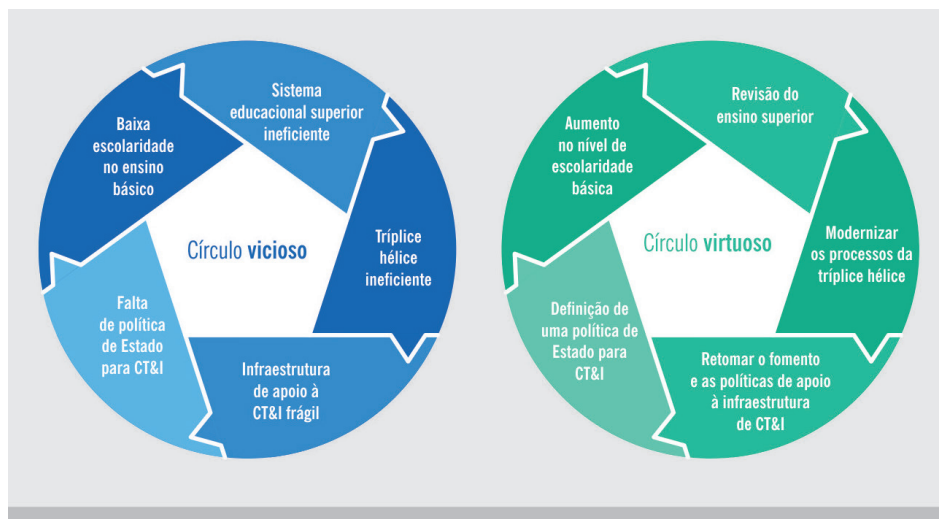 Sistema
educacional superior
ineficiente
Tríplice
hélice
ineficiente
Infraestrutura
de apoio à
CT&I frágil
Falta
de política
de Estado
para CT&I
Baixa
escolaridade
no ensino
básico
Círculo vicioso
Revisão do
ensino superior
Modernizar
os processos da
tríplice hélice
Retomar o fomento
e as políticas de apoio
à infraestrutura
de CT&I
Definição de
uma política de
Estado para
CT&I
Aumento
no nível de
escolaridade
básica
Círculo virtuoso